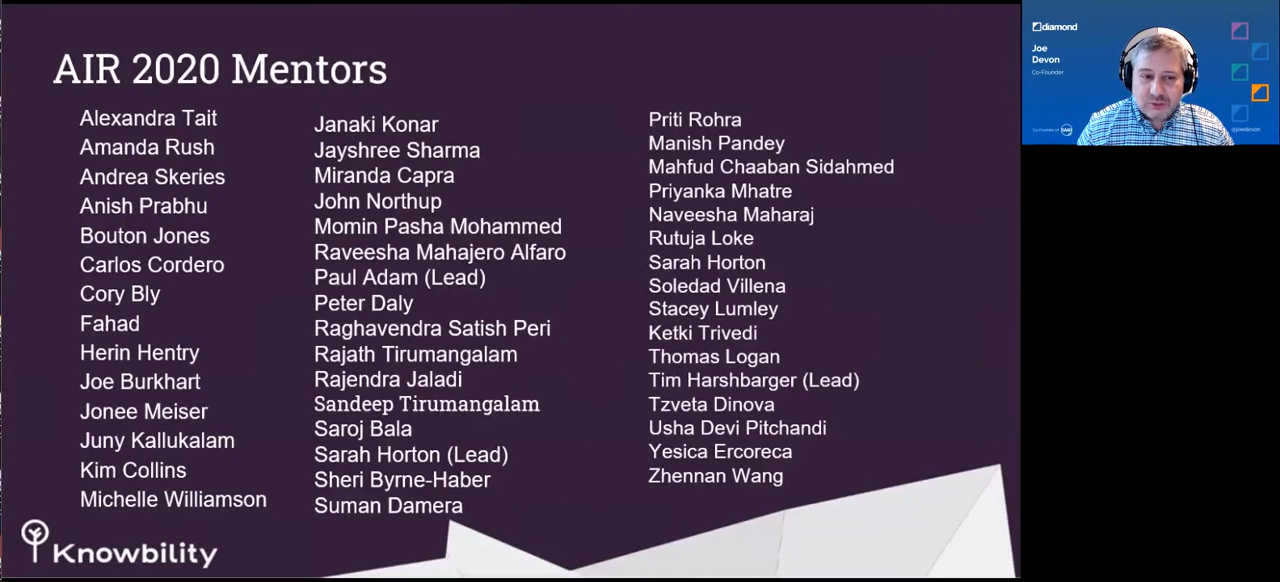 AIR 2020 Mentors
Alexandra Tait
Amanda Rush
Andrea Skeries
Anish Prabhu
Bouton Jones
Carlos Cordero
Cory Bly
Fahad
Herin Hentry
Joe Burkhart
Jonee Meiser
Juny Kallukalam
Kim Collins
Michelle Williamson
Janaki Konar
Jayshree Sharma
Miranda Capra
John Northup
Momin Pasha Mohammed
Raveesha Mahajero Alfaro
Paul Adam (Lead)
Peter Daly
Raghavendra Satish Peri
Rajath Tirumangalam
Rajendra Jaladi
Sandeep Tirumangalam
Saroj Bala
Sarah Horton (Lead)
Sheri Byrne-Haber
Suman Damera
Priti Rohra
Manish Pandey
Mahfud Chaaban Sidahmed
Priyanka Mhatre
Naveesha Maharaj
Rutuja Loke
Sarah Horton
Soledad Villena
Stacey Lumley
Ketki Trivedi
Thomas Logan
Tim Harshbarger (Lead)
Tzveta Dinova
Usha Devi Pitchandi
Yesica Ercoreca
Zhennan Wang
Knowbility
diamond
Joe
Devon
Co-Founder
Co-Founder of
@joedevon